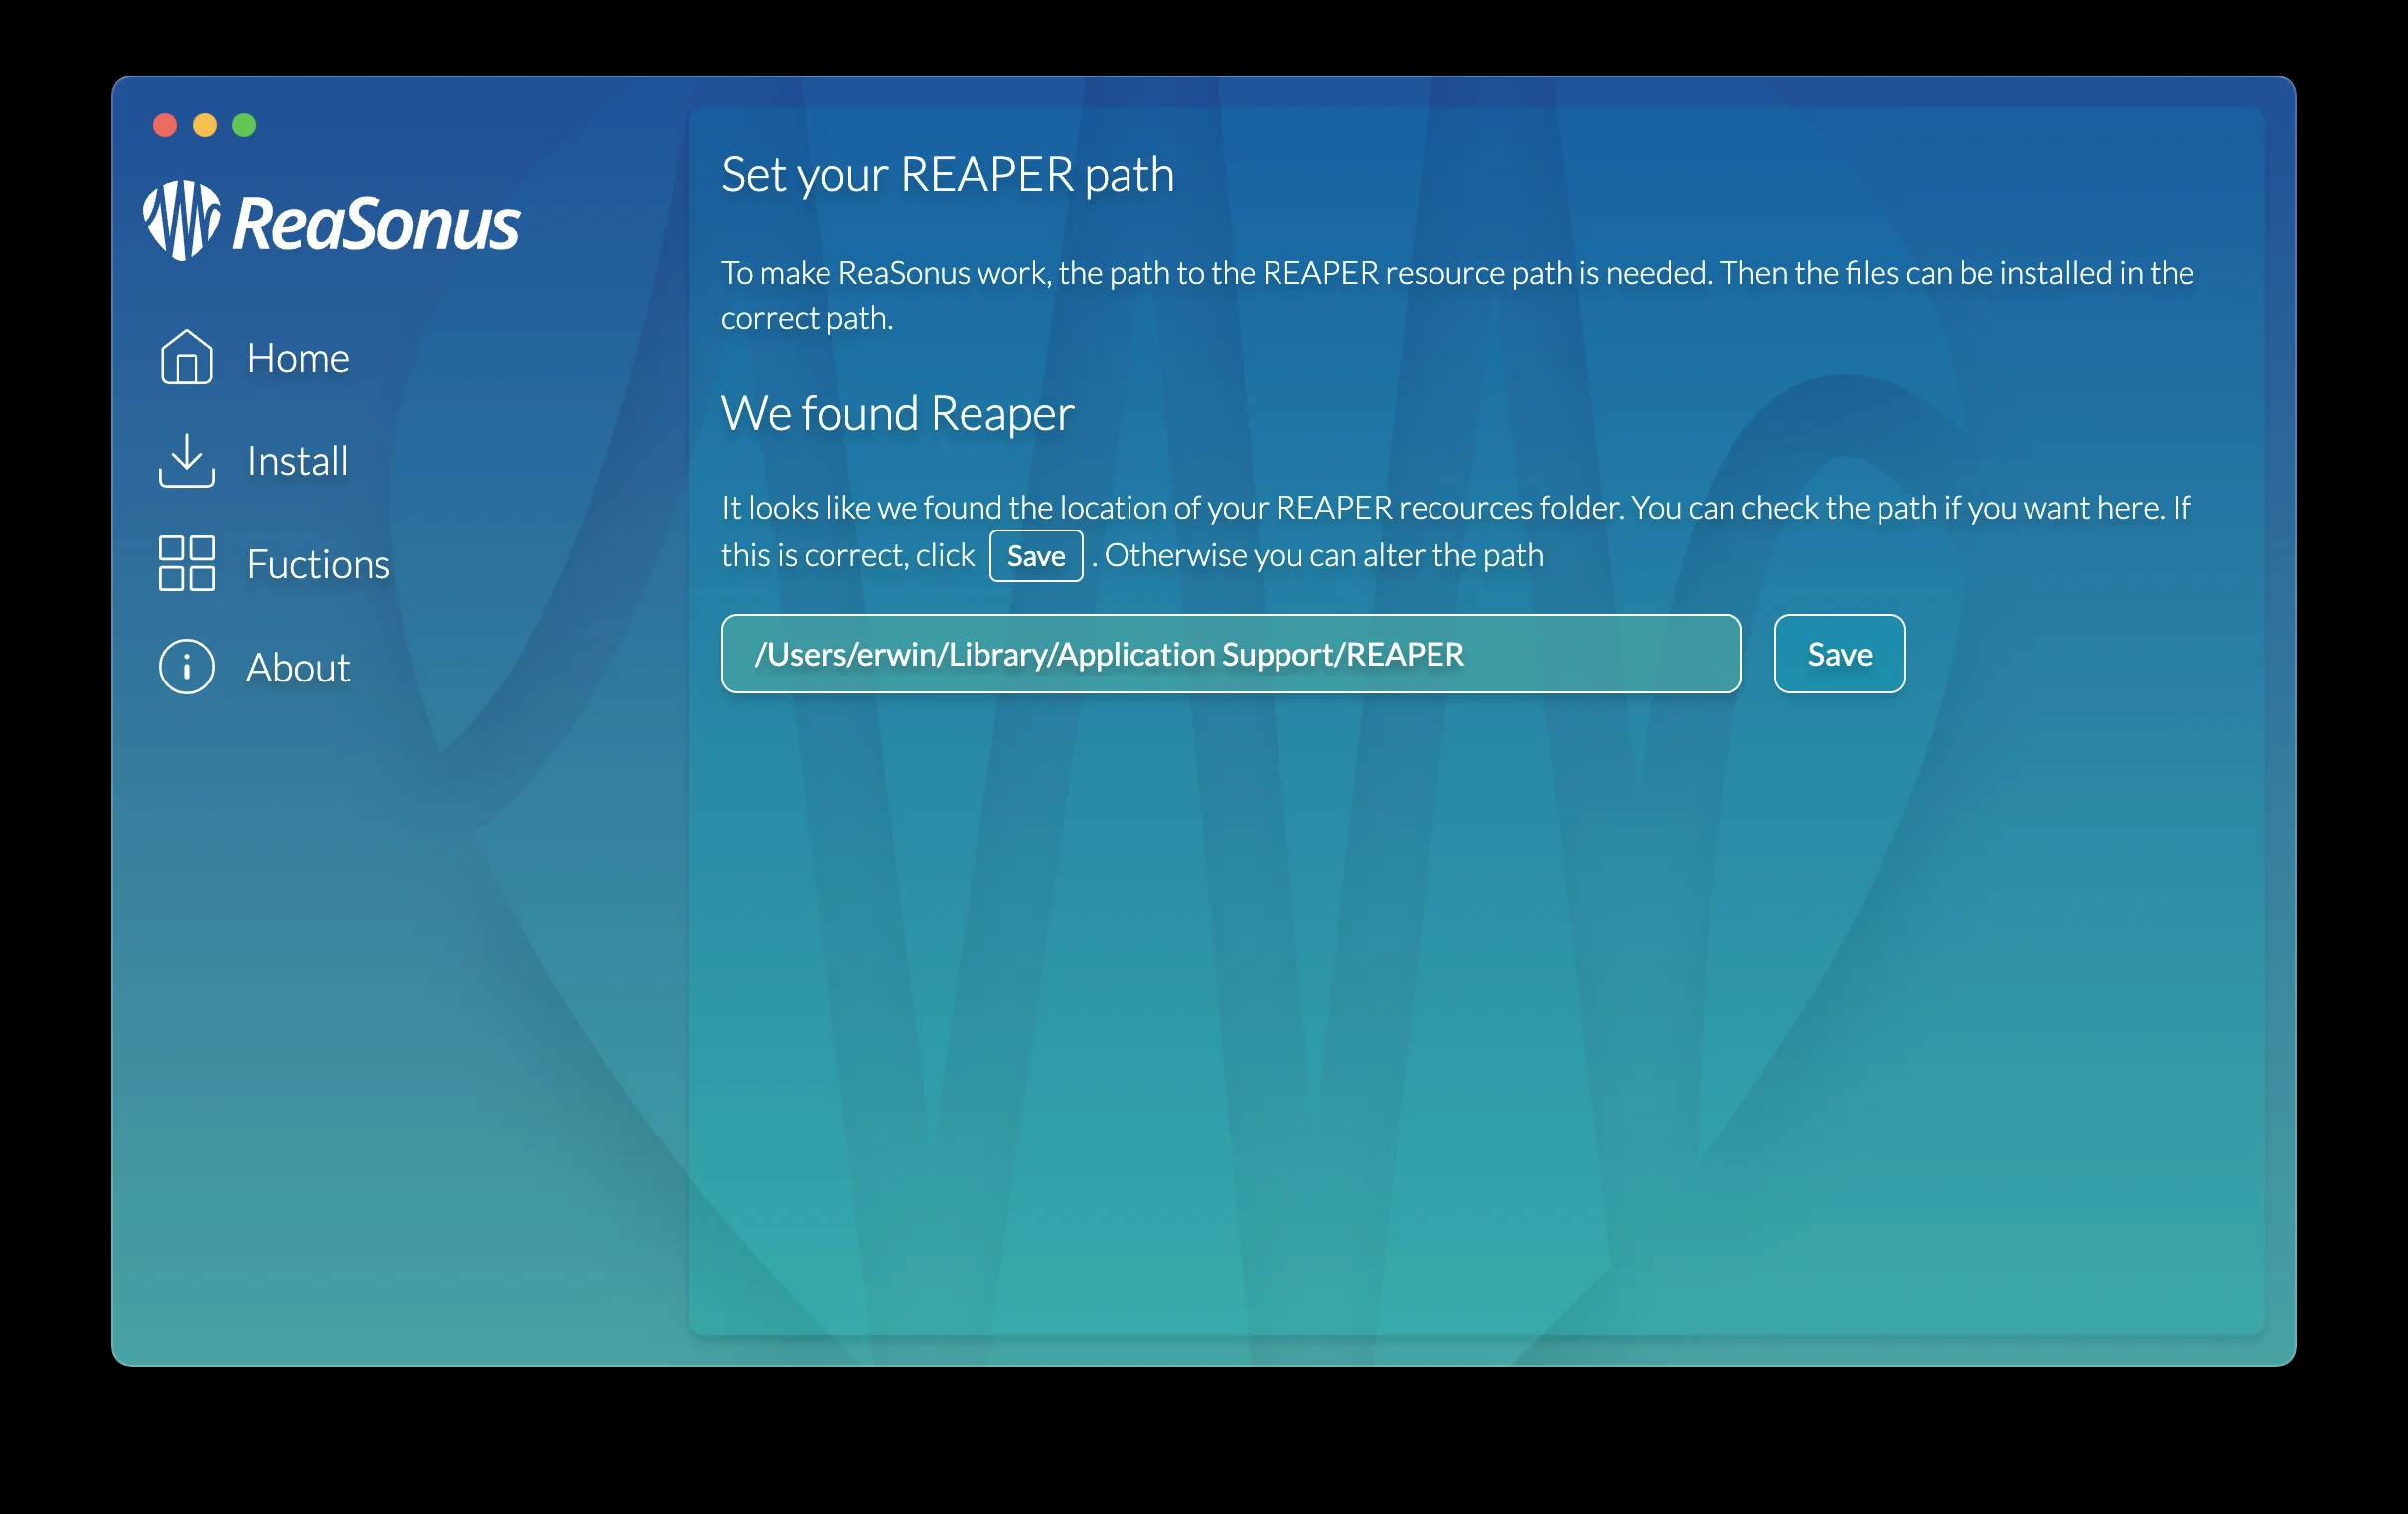 ReaSonus
Home
Install
Fuctions
About
Set your REAPER path
To make ReaSonus work, the path to the REAPER resource path is needed. Then the files can be installed in the
correct path.
We found Reaper
It looks like we found the location of your REAPER recources folder. You can check the path if you want here. If
this is correct, click Save . Otherwise you can alter the path
/Users/erwin/Library/Application Support/REAPER
Save